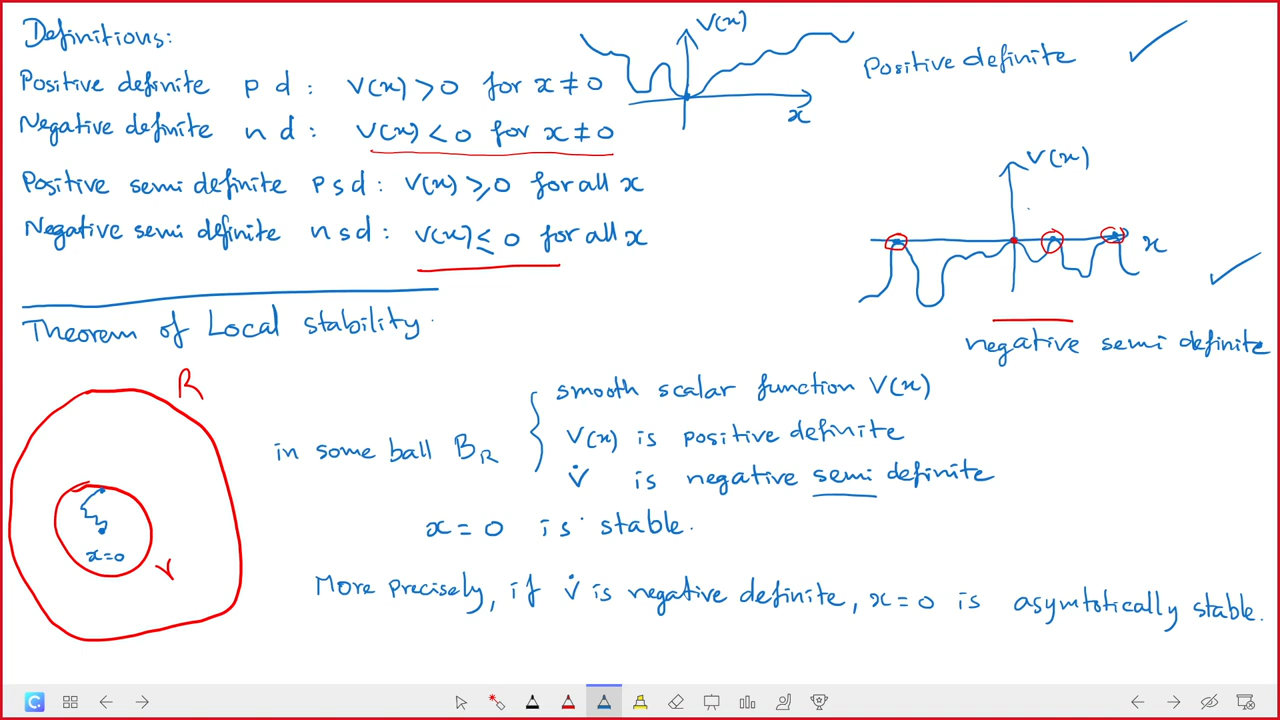 Definitions:
Positive definite p d : V(x) > 0 for x ≠ 0
Negative definite n d : V(x) < 0 for x ≠ 0
Positive semi definite p s d : V(x) ⩾ 0 for all x
Negative semi definite n s d : V(x) ≤ 0 for all x
V(x)
x
Positive definite
V(x)
x
negative semi definite
Theorem of Local stability
R
x=0
r
in some ball B_R
smooth scalar function V(x)
V(x) is positive definite
V̇ is negative semi definite
x = 0 is stable.
More precisely, if V̇ is negative definite, x=0 is asymtotically stable.